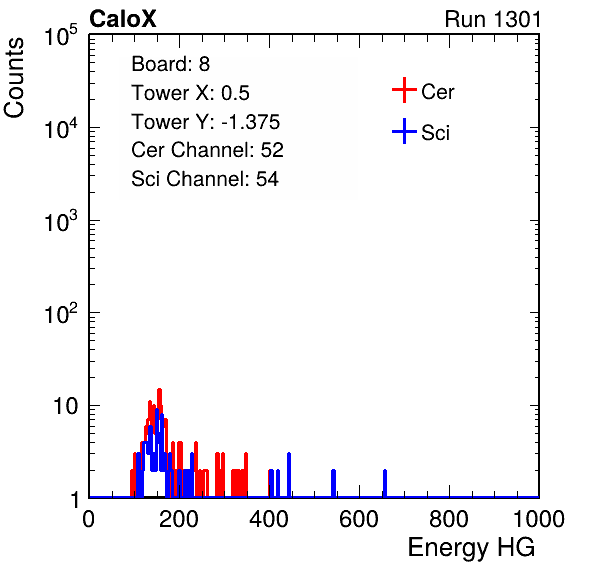 CaloX Run 1301
Counts
10^5
10^4
10^3
10^2
10
1
Board: 8
Tower X: 0.5
Tower Y: -1.375
Cer Channel: 52
Sci Channel: 54
Cer
Sci
0 200 400 600 800 1000
Energy HG